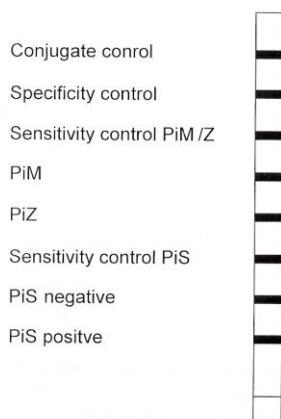 Conjugate conrol
Specificity control
Sensitivity control PiM /Z
PiM
PiZ
Sensitivity control PiS
PiS negative
PiS positve